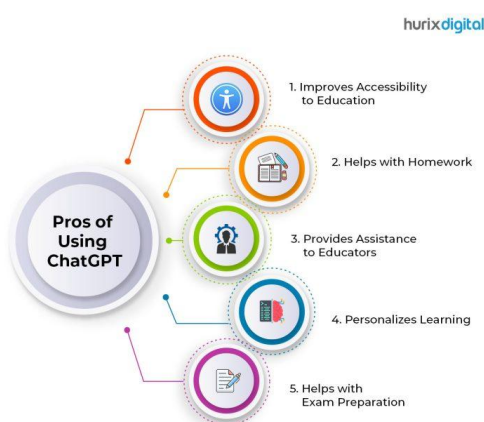 hurixdigital
Pros of
Using
ChatGPT
1. Improves Accessibility
to Education
2. Helps with Homework
3. Provides Assistance
to Educators
4. Personalizes Learning
5. Helps with
Exam Preparation